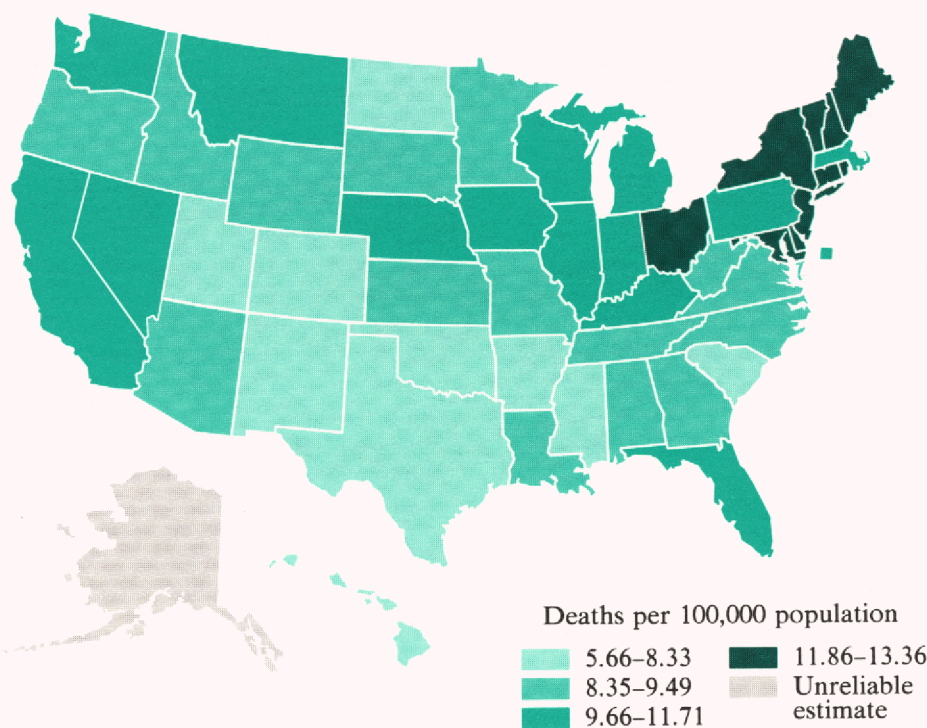 Deaths per 100,000 population
5.66–8.33
8.35–9.49
9.66–11.71
11.86–13.36
Unreliable
estimate